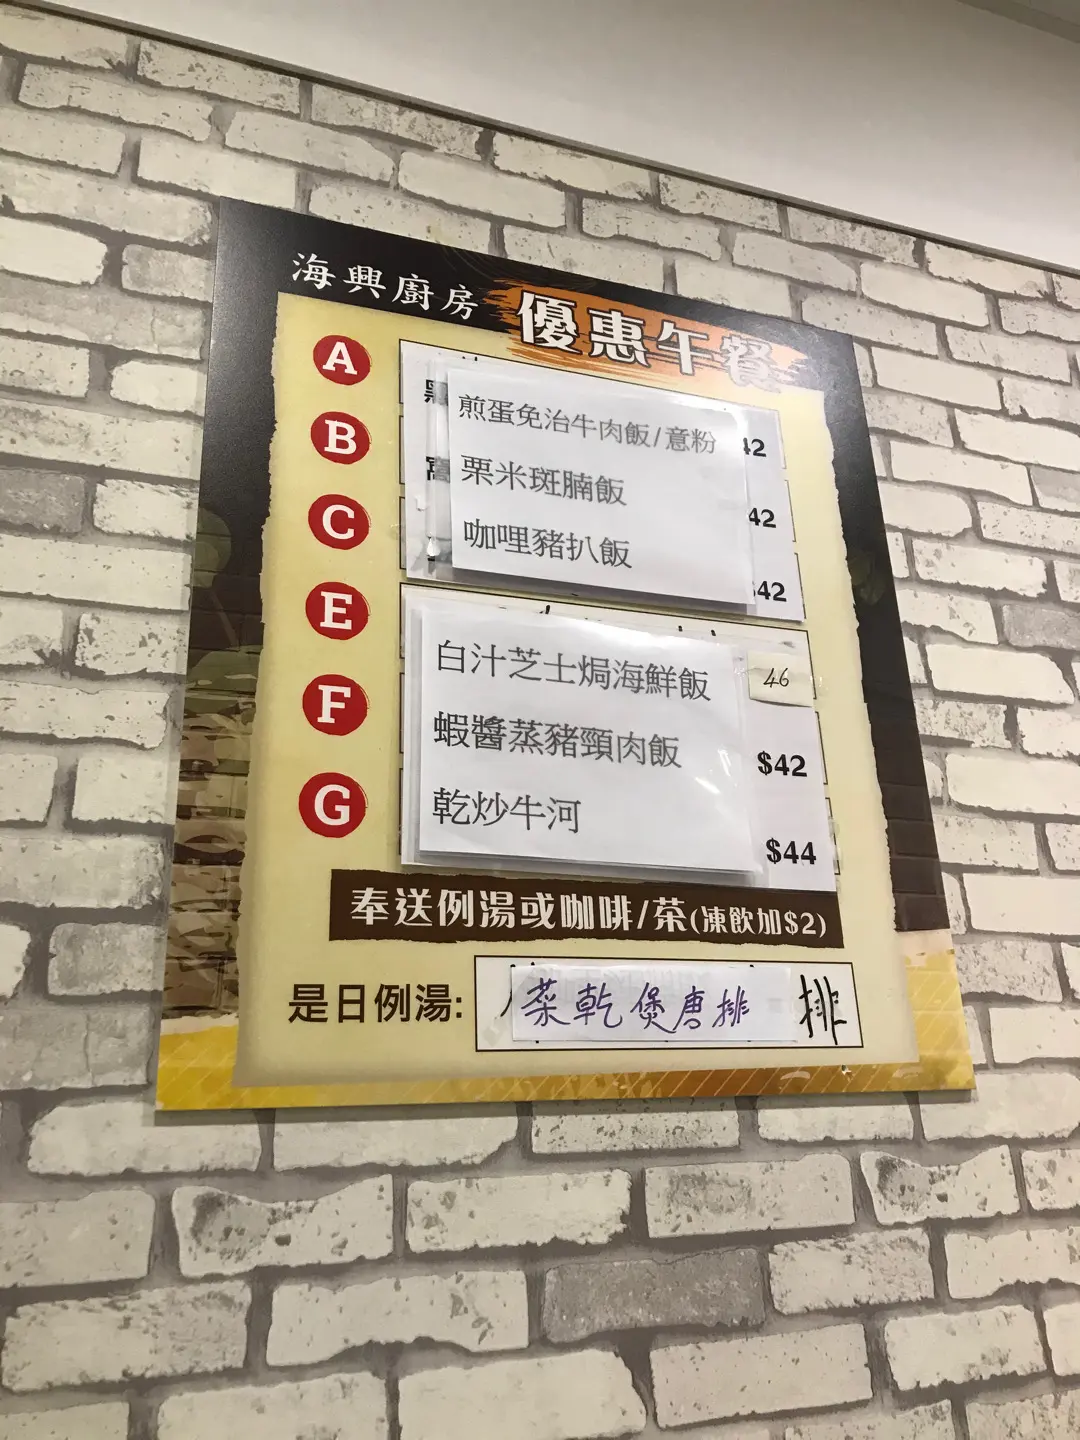 海興廚房 優惠午餐
A 煎蛋免治牛肉飯/意粉 42
B 粟米斑腩飯 42
C 咖哩豬扒飯 $42
E 白汁芝士焗海鮮飯 46
F 蝦醬蒸豬頸肉飯 $42
G 乾炒牛河 $44
奉送例湯或咖啡/茶(凍飲加$2)
是日例湯: 菜乾煲唐排 排